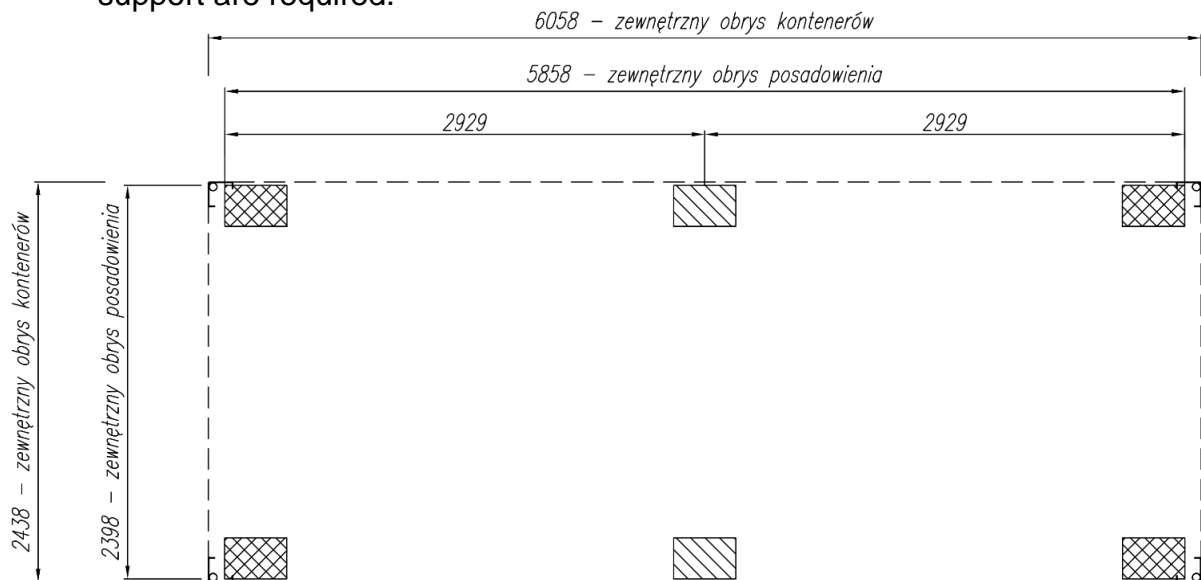 support are required.
6058 – zewnętrzny obrys kontenerów
5858 – zewnętrzny obrys posadowienia
2929
2929
2438 – zewnętrzny obrys kontenerów
2398 – zewnętrzny obrys posadowienia